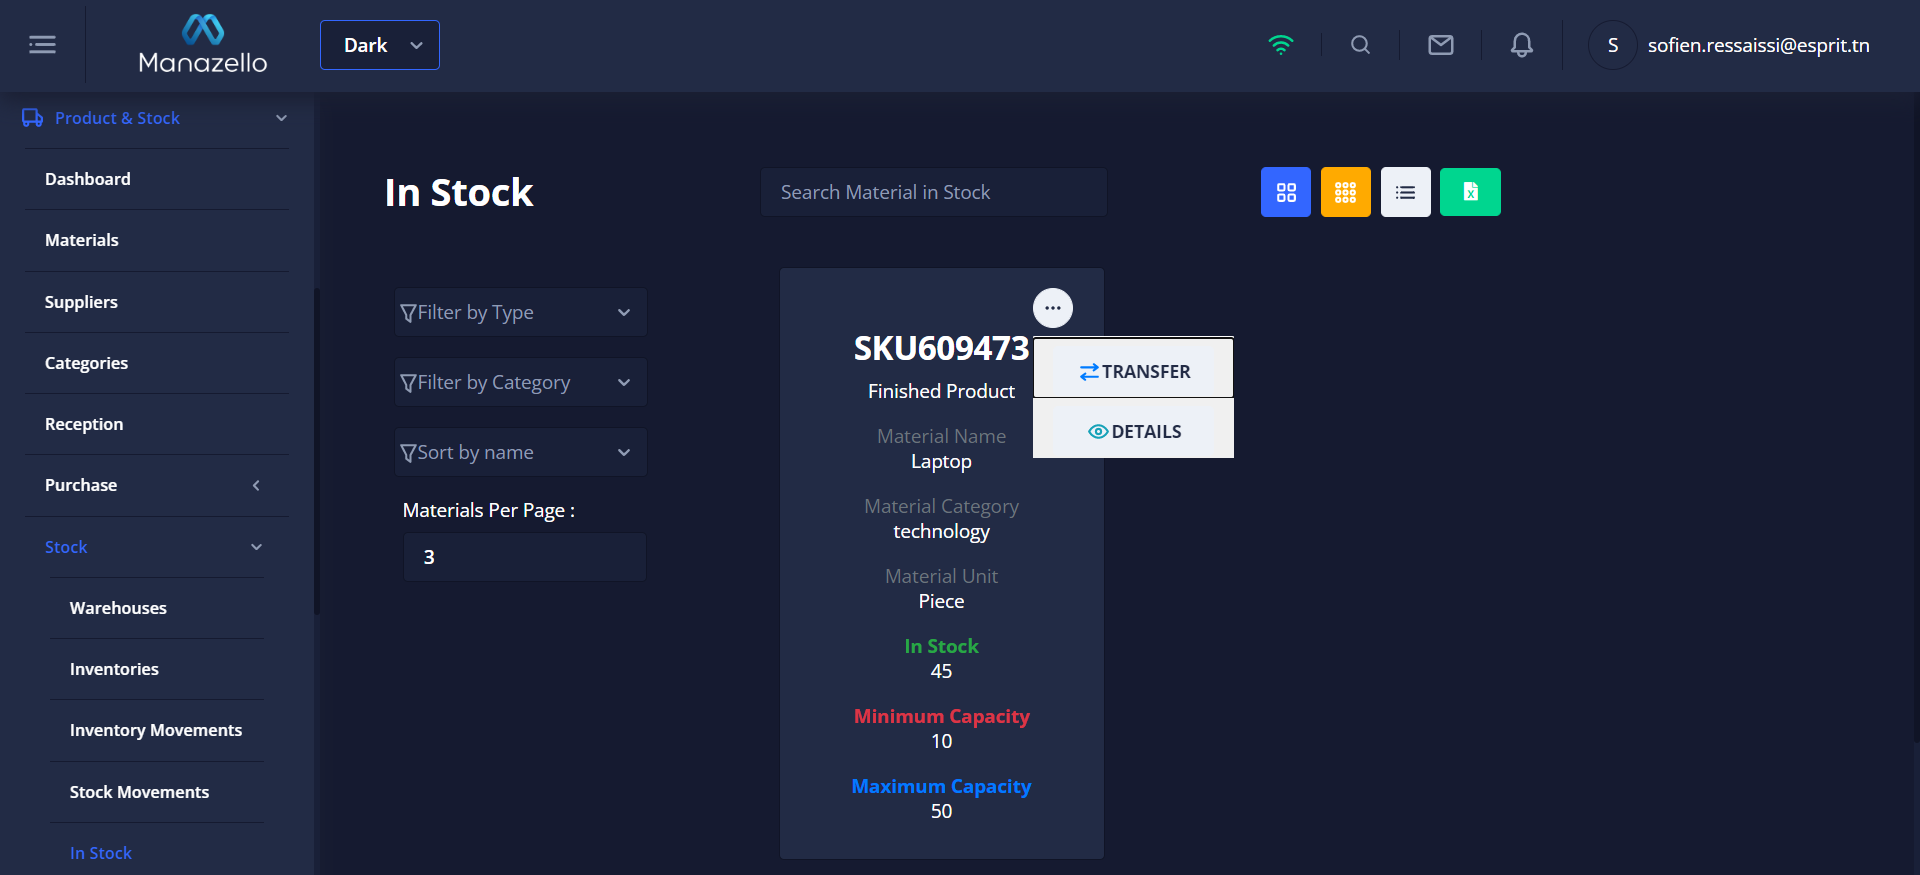 Manazello
Dark
S
sofien.ressaissi@esprit.tn
Product & Stock
Dashboard
Materials
Suppliers
Categories
Reception
Purchase
Stock
Warehouses
Inventories
Inventory Movements
Stock Movements
In Stock
In Stock
Search Material in Stock
X
Filter by Type
Filter by Category
Sort by name
Materials Per Page :
3
SKU609473
Finished Product
Material Name
Laptop
Material Category
technology
Material Unit
Piece
In Stock
45
Minimum Capacity
10
Maximum Capacity
50
TRANSFER
DETAILS